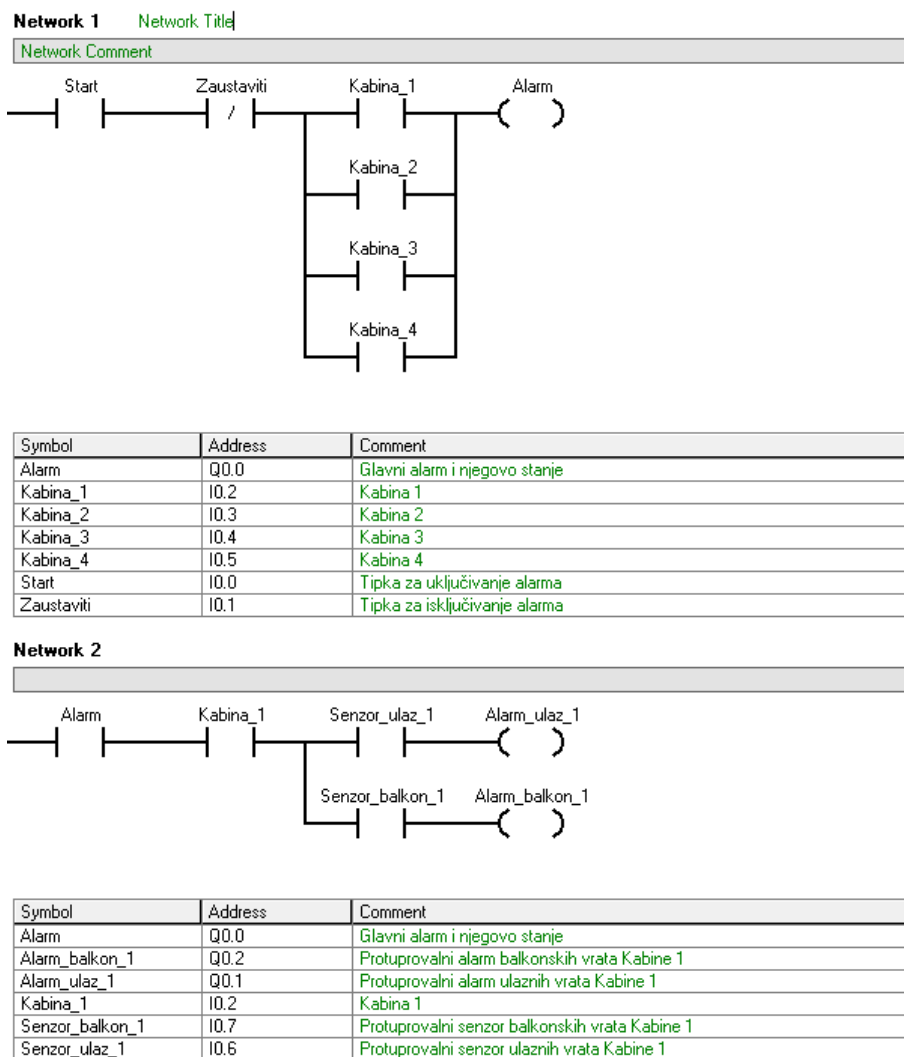 Network 1 Network Title
Network Comment
Start Zaustaviti Kabina_1 Alarm
/
Kabina_2
Kabina_3
Kabina_4
Symbol Address Comment
Alarm Q0.0 Glavni alarm i njegovo stanje
Kabina_1 I0.2 Kabina 1
Kabina_2 I0.3 Kabina 2
Kabina_3 I0.4 Kabina 3
Kabina_4 I0.5 Kabina 4
Start I0.0 Tipka za uključivanje alarma
Zaustaviti I0.1 Tipka za isključivanje alarma
Network 2
Alarm Kabina_1 Senzor_ulaz_1 Alarm_ulaz_1
Senzor_balkon_1 Alarm_balkon_1
Symbol Address Comment
Alarm Q0.0 Glavni alarm i njegovo stanje
Alarm_balkon_1 Q0.2 Protuprovalni alarm balkonskih vrata Kabine 1
Alarm_ulaz_1 Q0.1 Protuprovalni alarm ulaznih vrata Kabine 1
Kabina_1 I0.2 Kabina 1
Senzor_balkon_1 I0.7 Protuprovalni senzor balkonskih vrata Kabine 1
Senzor_ulaz_1 I0.6 Protuprovalni senzor ulaznih vrata Kabine 1